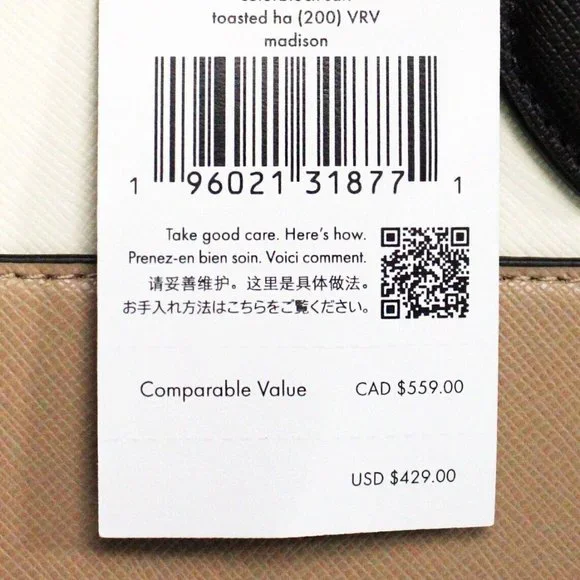 toasted ha (200) VRV
madison
1 96021 31877 1
Take good care. Here's how.
Prenez-en bien soin. Voici comment.
请妥善维护。这里是具体做法。
お手入れ方法はこちらをご覧ください。
Comparable Value CAD $559.00
USD $429.00